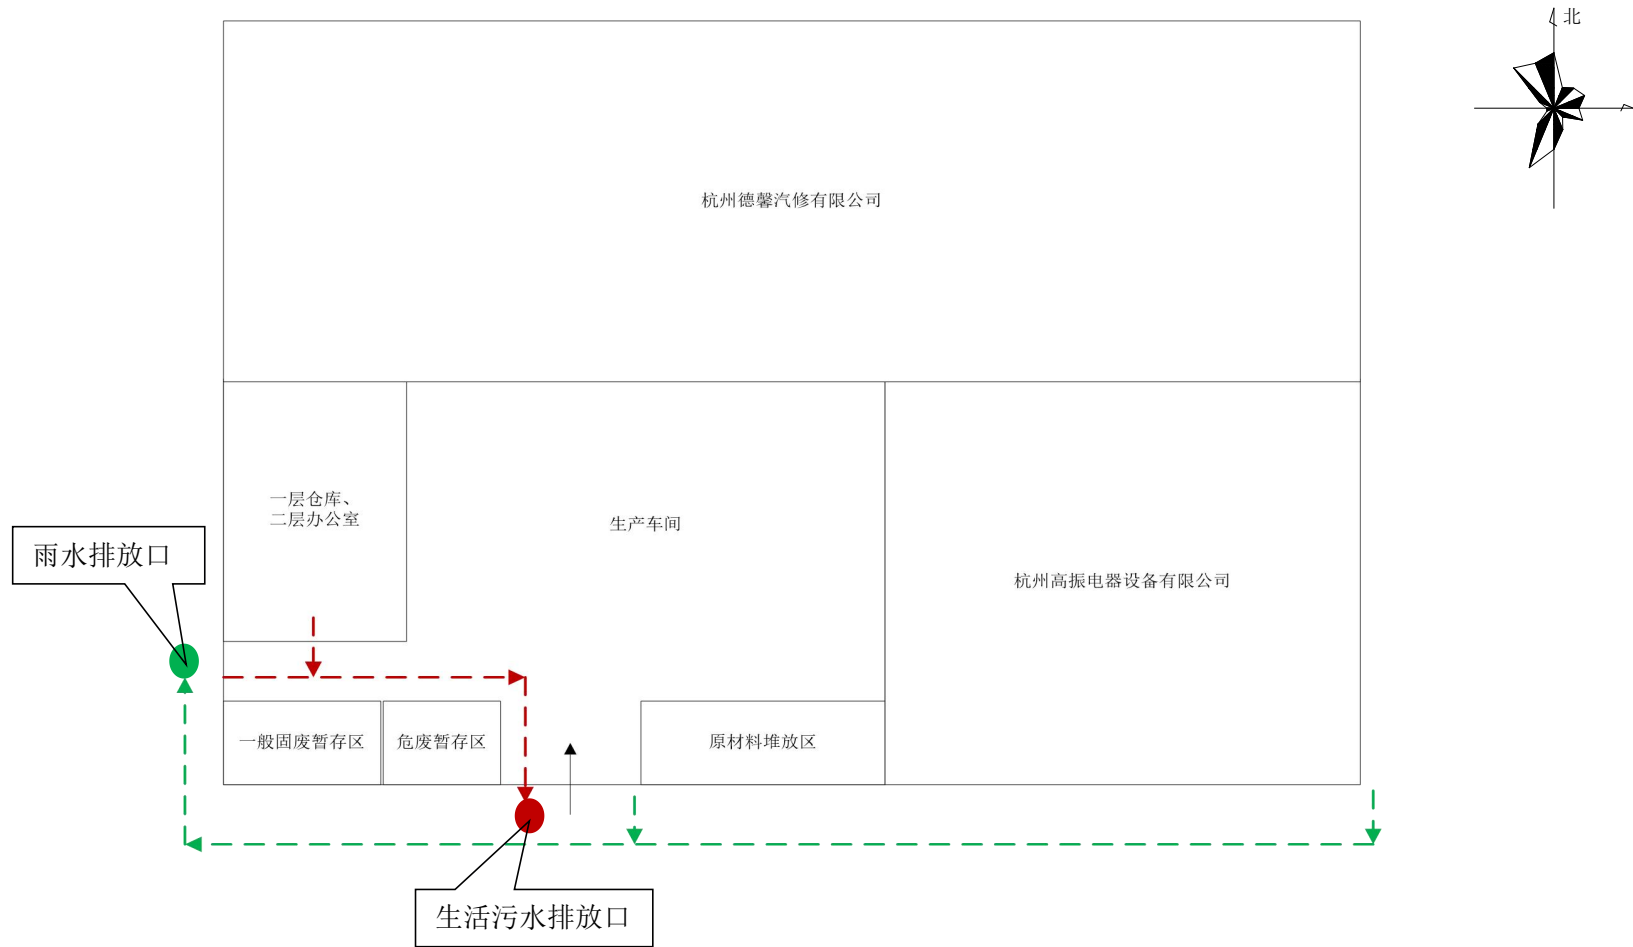 北
杭州德馨汽修有限公司
一层仓库、
二层办公室
生产车间
雨水排放口
杭州高振电器设备有限公司
一般固废暂存区
危废暂存区
原材料堆放区
生活污水排放口